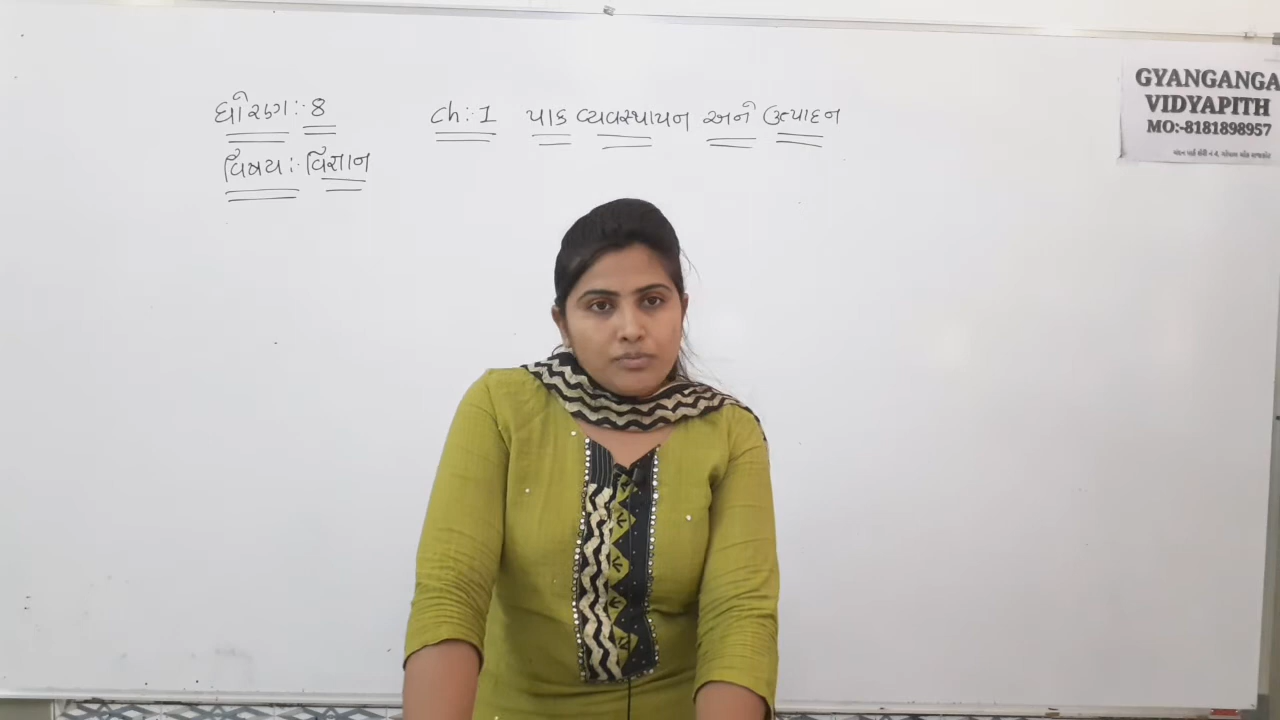 ધોરણ:- 8
ch:- 1 પાક વ્યવસ્થાપન અને ઉત્પાદન
વિષય:- વિજ્ઞાન
GYANGANGA
VIDYAPITH
MO:-8181898957